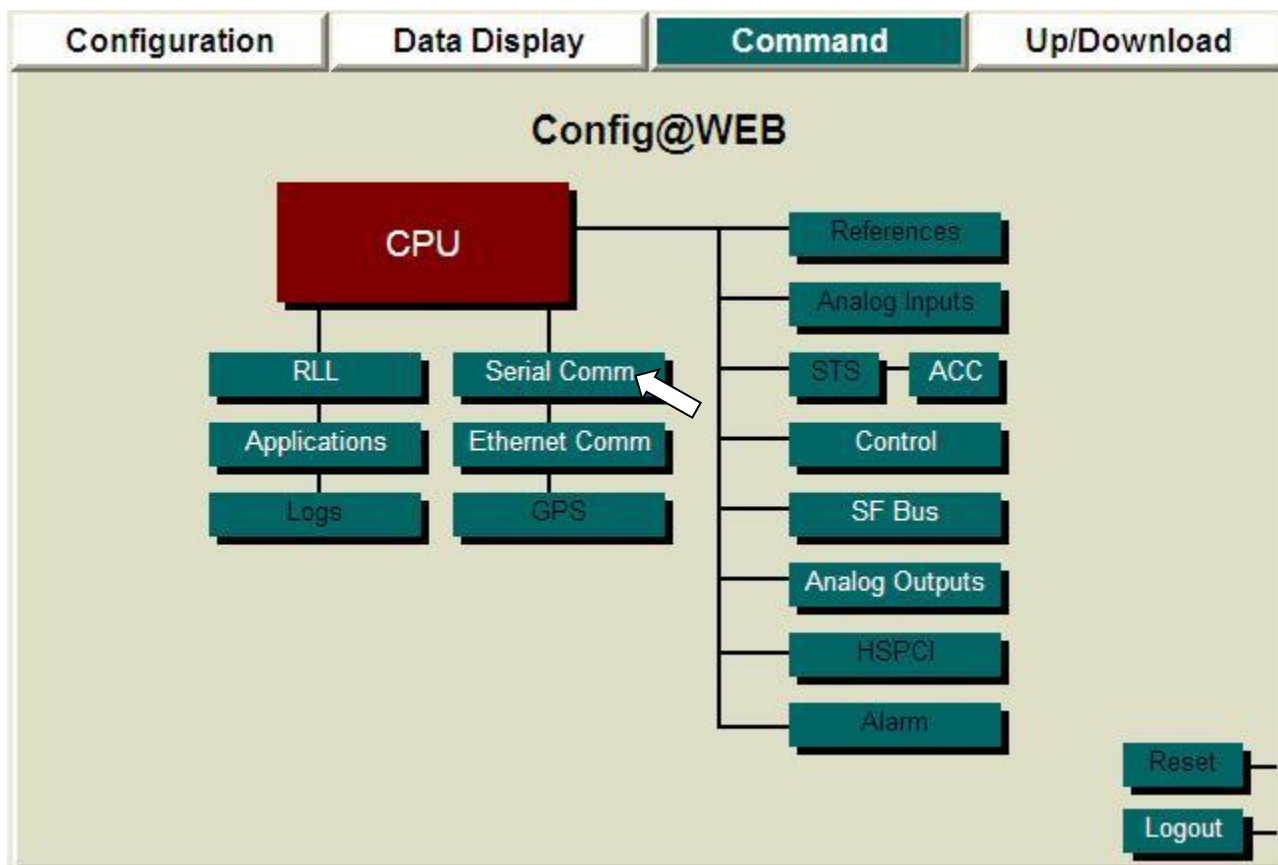 Configuration
Data Display
Command
Up/Download
Config@WEB
CPU
RLL
Applications
Logs
Serial Comm
Ethernet Comm
GPS
References
Analog Inputs
STS
ACC
Control
SF Bus
Analog Outputs
HSPCI
Alarm
Reset
Logout